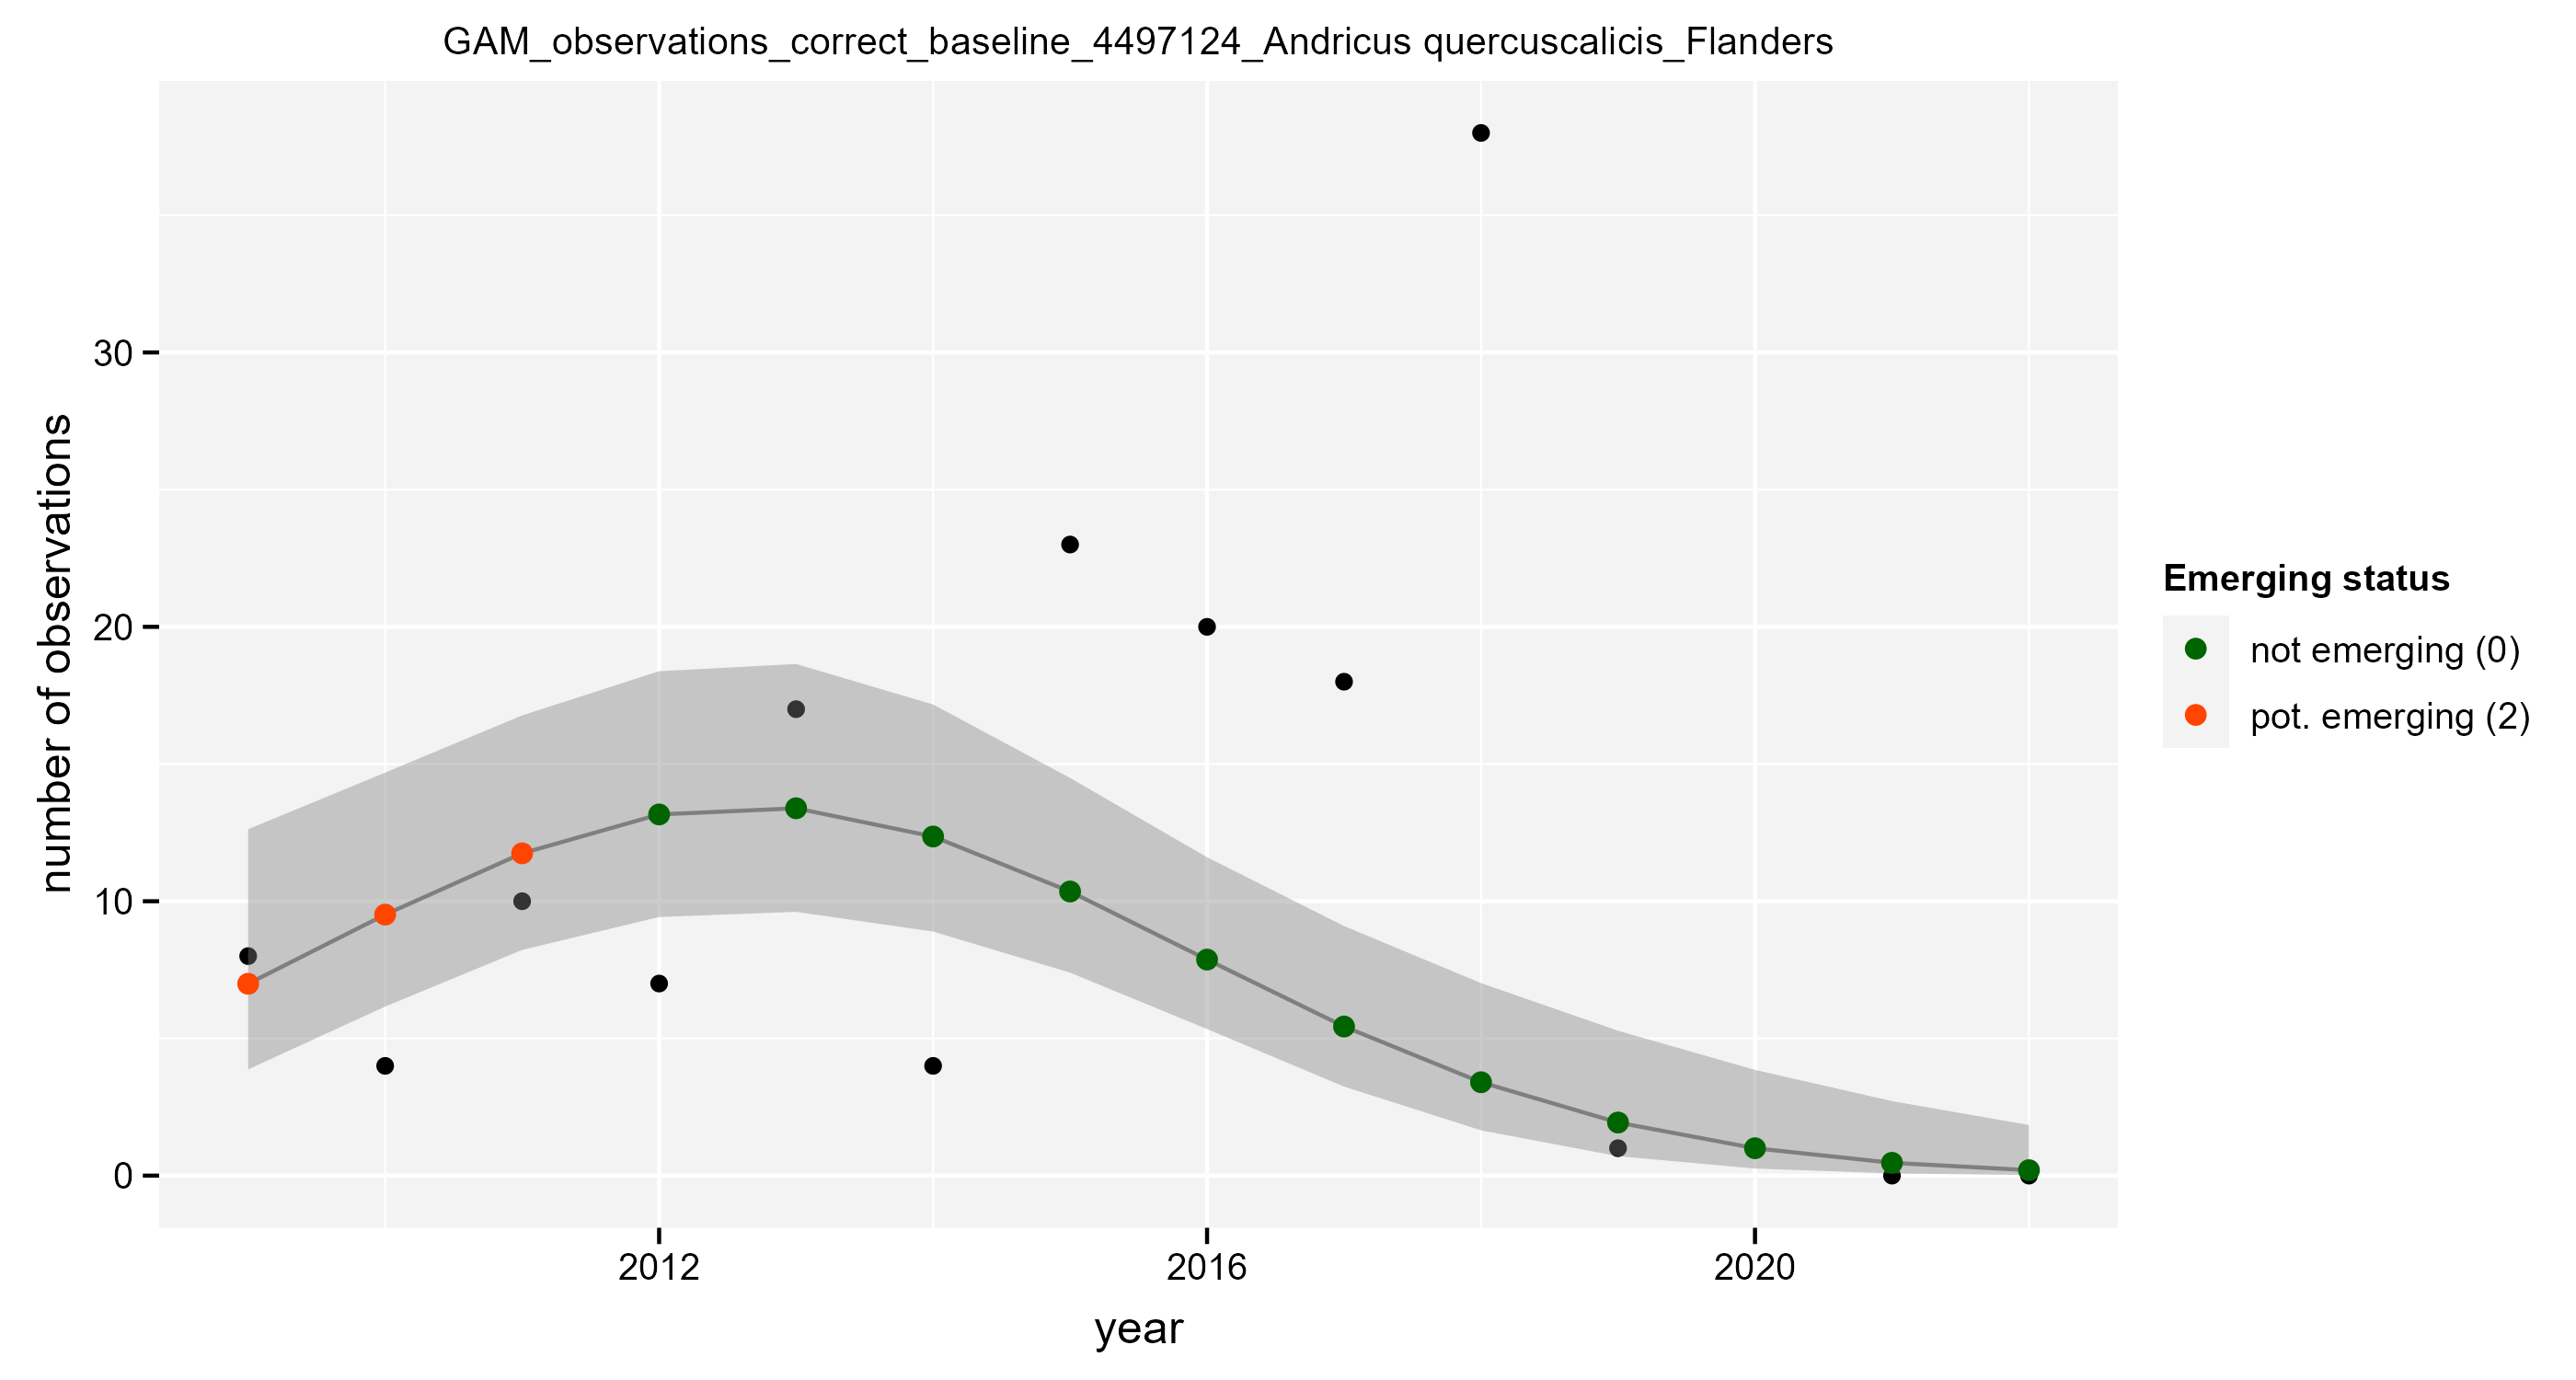 GAM_observations_correct_baseline_4497124_Andricus quercuscalicis_Flanders
number of observations
30
20
10
0
2012
2016
2020
year
Emerging status
not emerging (0)
pot. emerging (2)